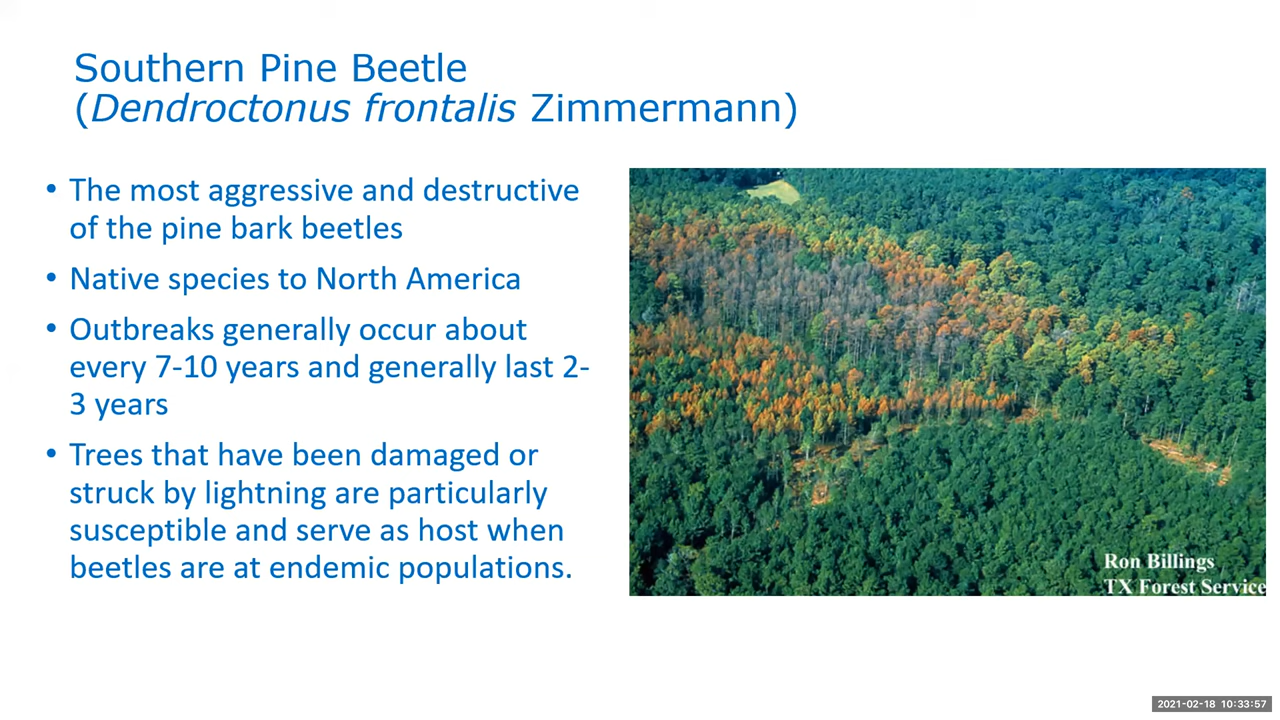 Southern Pine Beetle
(Dendroctonus frontalis Zimmermann)
• The most aggressive and destructive
of the pine bark beetles
• Native species to North America
• Outbreaks generally occur about
every 7-10 years and generally last 2-
3 years
• Trees that have been damaged or
struck by lightning are particularly
susceptible and serve as host when
beetles are at endemic populations.
Ron Billings
TX Forest Service
2021-02-18 10:33:57